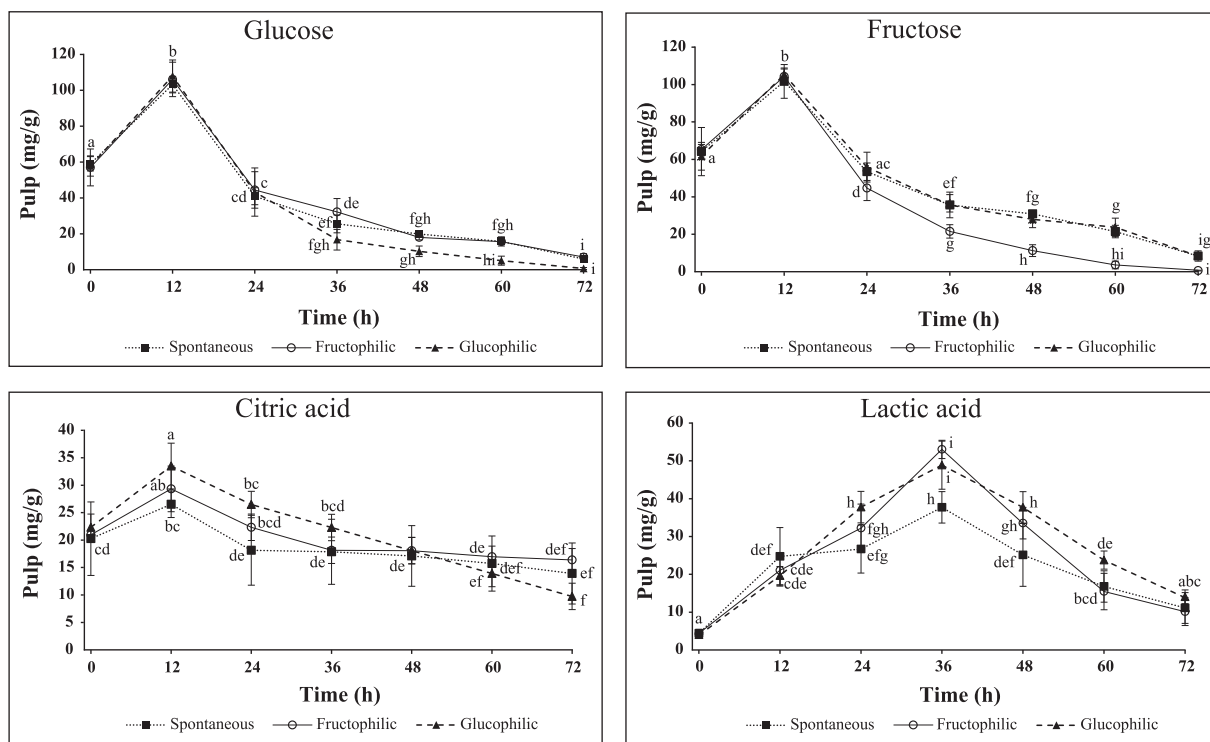 Glucose
Pulp (mg/g)
120
100
80
60
40
20
0
a
b
c
cd
de
ef
fgh
fgh
gh
fgh
hi
i
i
0 12 24 36 48 60 72
Time (h)
Spontaneous Fructophilic Glucophilic
Fructose
Pulp (mg/g)
120
100
80
60
40
20
0
a
b
ac
d
ef
g
fg
h
g
hi
ig
i
0 12 24 36 48 60 72
Time (h)
Spontaneous Fructophilic Glucophilic
Citric acid
Pulp (mg/g)
40
35
30
25
20
15
10
5
0
cd
a
ab
bc
bc
bcd
de
bcd
de
de
de
def
ef
def
ef
f
0 12 24 36 48 60 72
Time (h)
Spontaneous Fructophilic Glucophilic
Lactic acid
Pulp (mg/g)
60
50
40
30
20
10
0
a
def
cde
cde
h
fgh
efg
i
i
h
h
gh
def
de
bcd
abc
0 12 24 36 48 60 72
Time (h)
Spontaneous Fructophilic Glucophilic